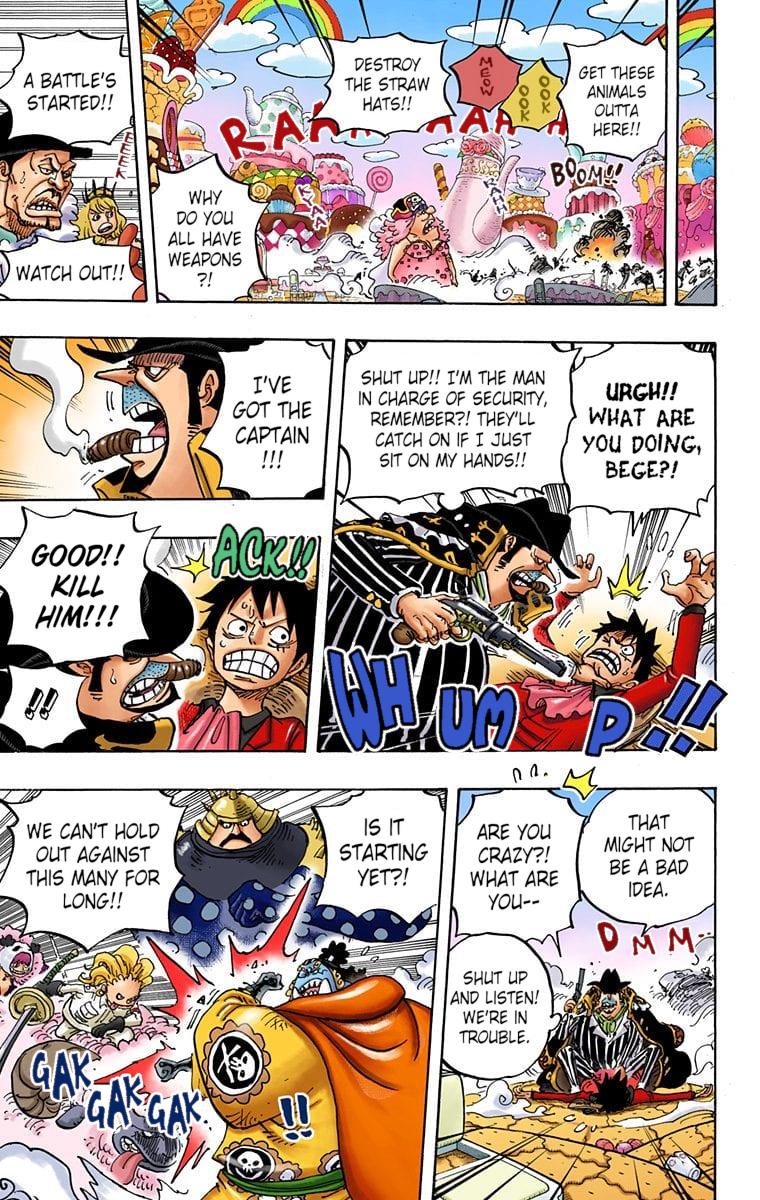 GET THESE
ANIMALS
OUTTA
HERE!!
OOK
OOK
MEOW
DESTROY
THE STRAW
HATS!!
RAAH
AAAAH
BOOM!!
KAHH
KYAA
WHY
DO YOU
ALL HAVE
WEAPONS
?!
A BATTLE'S
STARTED!!
EEEK
WATCH OUT!!
URGH!!
WHAT ARE
YOU DOING,
BEGE?!
SHUT UP!! I'M THE MAN
IN CHARGE OF SECURITY,
REMEMBER?! THEY'LL
CATCH ON IF I JUST
SIT ON MY HANDS!!
WHUMP!!
I'VE
GOT THE
CAPTAIN
!!!
ACK!!
GOOD!!
KILL
HIM!!!
!!
THAT
MIGHT NOT
BE A BAD
IDEA.
ARE YOU
CRAZY?!
WHAT ARE
YOU--
DMM..
SHUT UP
AND LISTEN!
WE'RE IN
TROUBLE.
IS IT
STARTING
YET?!
WE CAN'T HOLD
OUT AGAINST
THIS MANY FOR
LONG!!
GAK
GAK
GAK.
!!